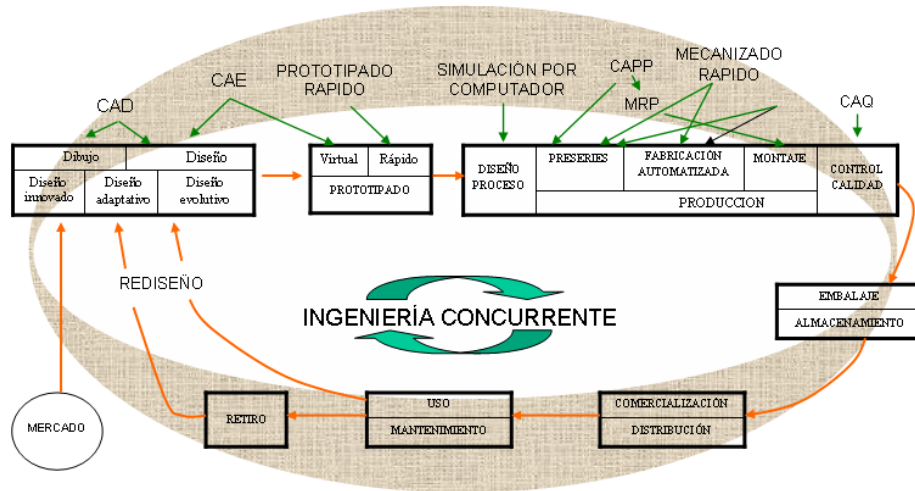 MECANIZADO
RAPIDO
CAPP
PROTOTIPADO
RAPIDO
SIMULACIÓN POR
COMPUTADOR
CAE
MRP
CAD
CAQ
Dibujo
Diseño
Diseño
innovado
Diseño
adaptativo
Diseño
evolutivo
Virtual
Rápido
PROTOTIPADO
DISEÑO
PROCESO
PRESERIES
FABRICACIÓN
AUTOMATIZADA
MONTAJE
PRODUCCION
CONTROL
CALIDAD
REDISEÑO
INGENIERÍA CONCURRENTE
EMBALAJE
ALMACENAMIENTO
MERCADO
RETIRO
USO
MANTENIMIENTO
COMERCIALIZACIÓN
DISTRIBUCIÓN